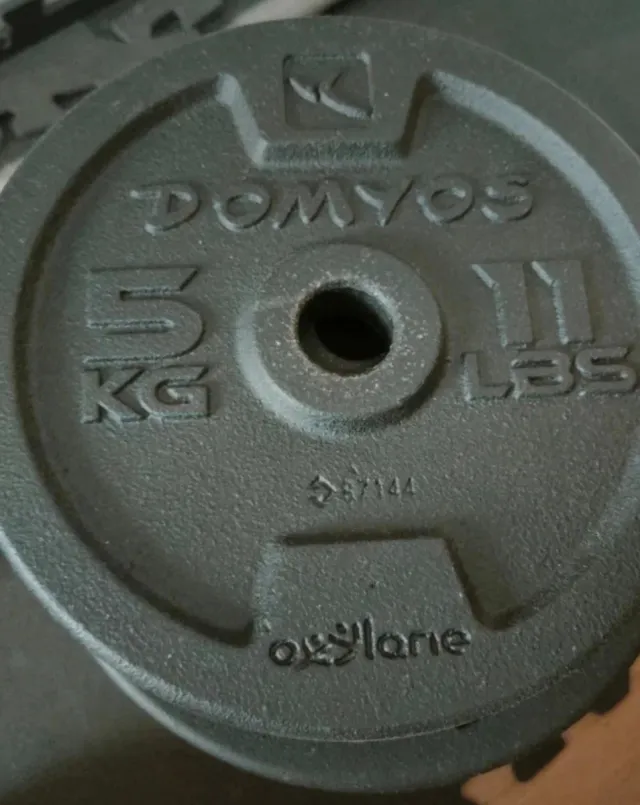 DOMYOS
5 11
KG LBS
87144
oxylane